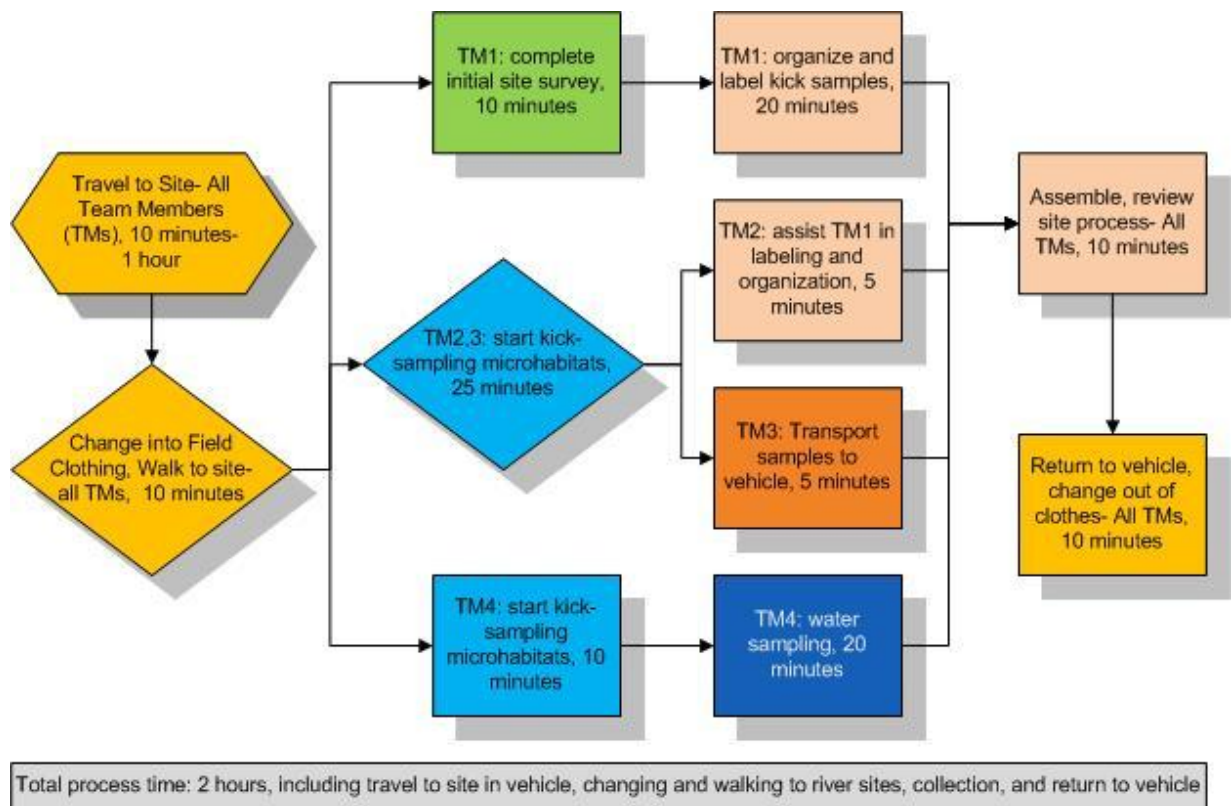 Travel to Site- All
Team Members
(TMs), 10 minutes-
1 hour
Change into Field
Clothing, Walk to site-
all TMs,  10 minutes
TM1: complete
initial site survey,
10 minutes
TM1: organize and
label kick samples,
20 minutes
TM2,3: start kick-
sampling microhabitats,
25 minutes
TM2: assist TM1 in
labeling and
organization, 5
minutes
TM3: Transport
samples to
vehicle, 5 minutes
TM4: start kick-
sampling
microhabitats, 10
minutes
TM4: water
sampling, 20
minutes
Assemble, review
site process- All
TMs, 10 minutes
Return to vehicle,
change out of
clothes- All TMs,
10 minutes
Total process time: 2 hours, including travel to site in vehicle, changing and walking to river sites, collection, and return to vehicle